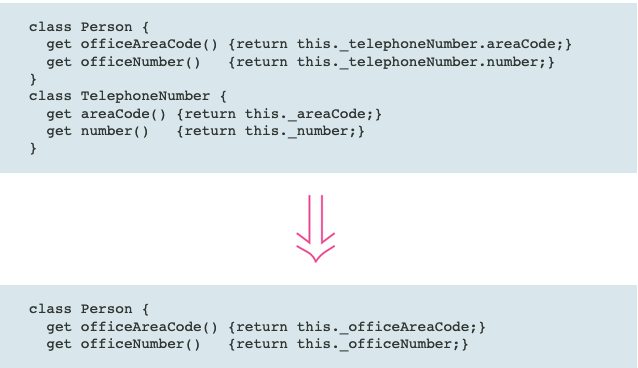 class Person {
  get officeAreaCode() {return this._telephoneNumber.areaCode;}
  get officeNumber()   {return this._telephoneNumber.number;}
}
class TelephoneNumber {
  get areaCode() {return this._areaCode;}
  get number()   {return this._number;}
}
class Person {
  get officeAreaCode() {return this._officeAreaCode;}
  get officeNumber()   {return this._officeNumber;}